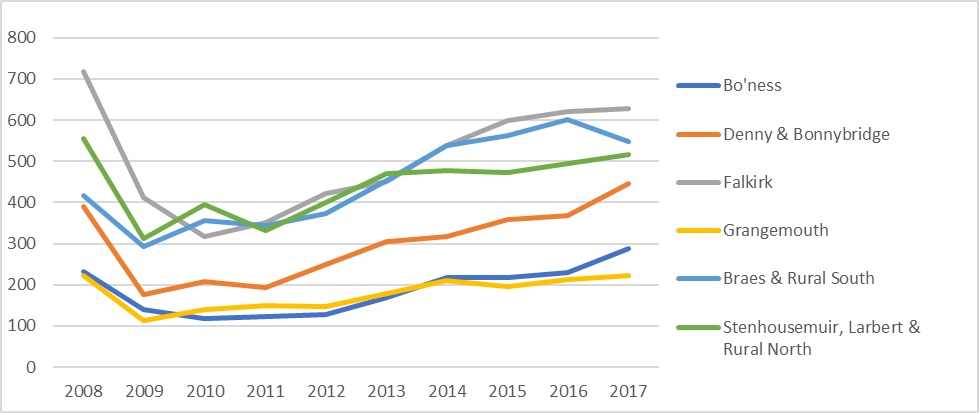 800
700
600
500
400
300
200
100
0
2008 2009 2010 2011 2012 2013 2014 2015 2016 2017
Bo'ness
Denny & Bonnybridge
Falkirk
Grangemouth
Braes & Rural South
Stenhousemuir, Larbert &
Rural North